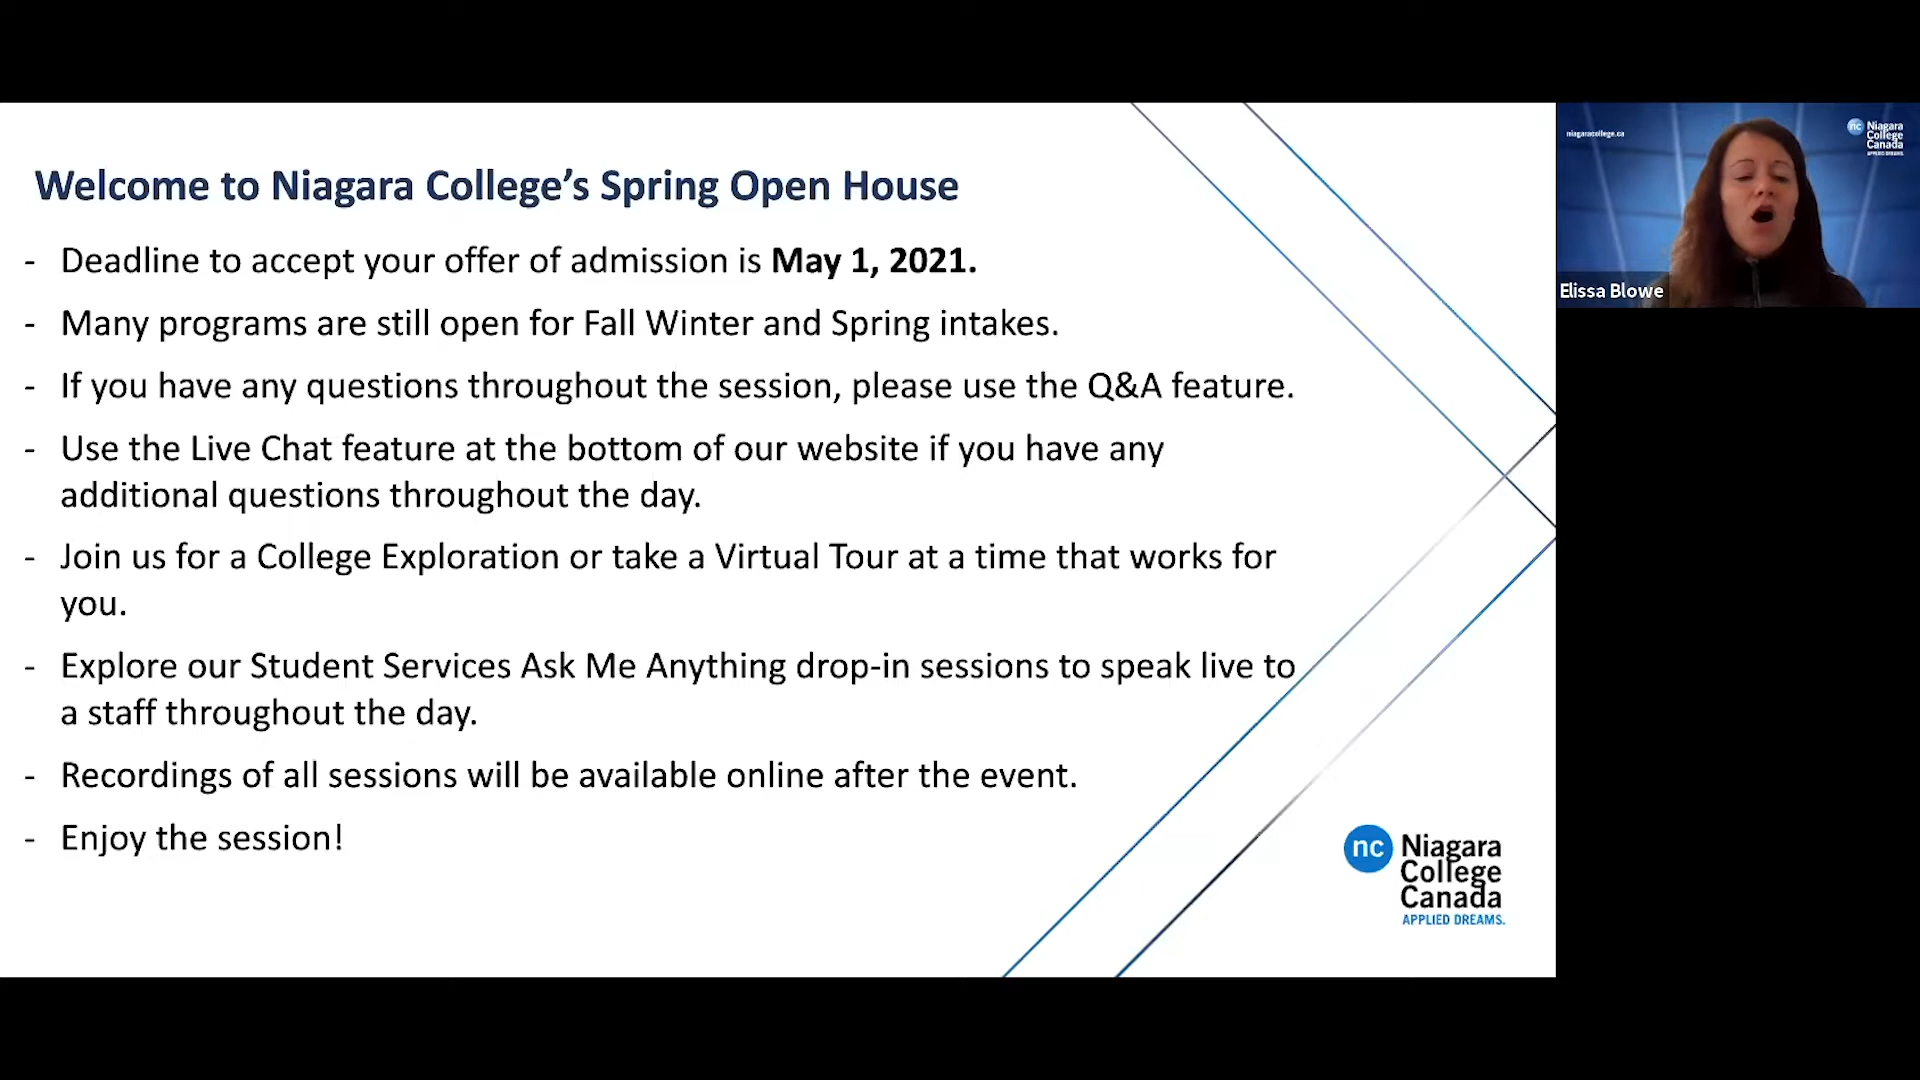 Welcome to Niagara College’s Spring Open House
- Deadline to accept your offer of admission is May 1, 2021.
- Many programs are still open for Fall Winter and Spring intakes.
- If you have any questions throughout the session, please use the Q&A feature.
- Use the Live Chat feature at the bottom of our website if you have any
additional questions throughout the day.
- Join us for a College Exploration or take a Virtual Tour at a time that works for
you.
- Explore our Student Services Ask Me Anything drop-in sessions to speak live to
a staff throughout the day.
- Recordings of all sessions will be available online after the event.
- Enjoy the session!
nc
Niagara
College
Canada
APPLIED DREAMS.
niagaracollege.ca
nc
Niagara
College
Canada
APPLIED DREAMS.
Elissa Blowe